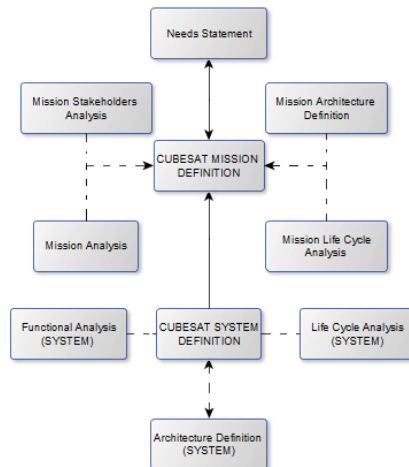 Needs Statement
Mission Stakeholders
Analysis
Mission Architecture
Definition
CUBESAT MISSION
DEFINITION
Mission Analysis
Mission Life Cycle
Analysis
Functional Analysis
(SYSTEM)
CUBESAT SYSTEM
DEFINITION
Life Cycle Analysis
(SYSTEM)
Architecture Definition
(SYSTEM)